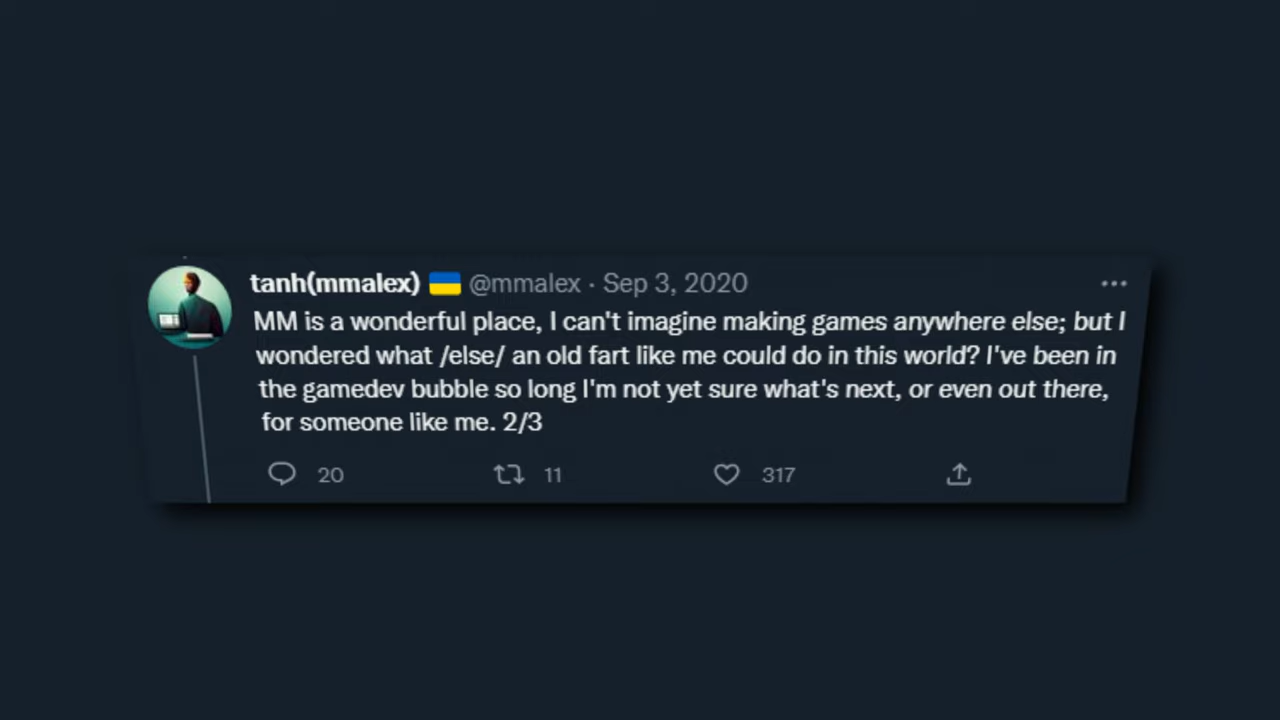 tanh(mmalex) 🇺🇦 @mmalex · Sep 3, 2020
MM is a wonderful place, I can't imagine making games anywhere else; but I
wondered what /else/ an old fart like me could do in this world? I've been in
the gamedev bubble so long I'm not yet sure what's next, or even out there,
for someone like me. 2/3
20 11 317